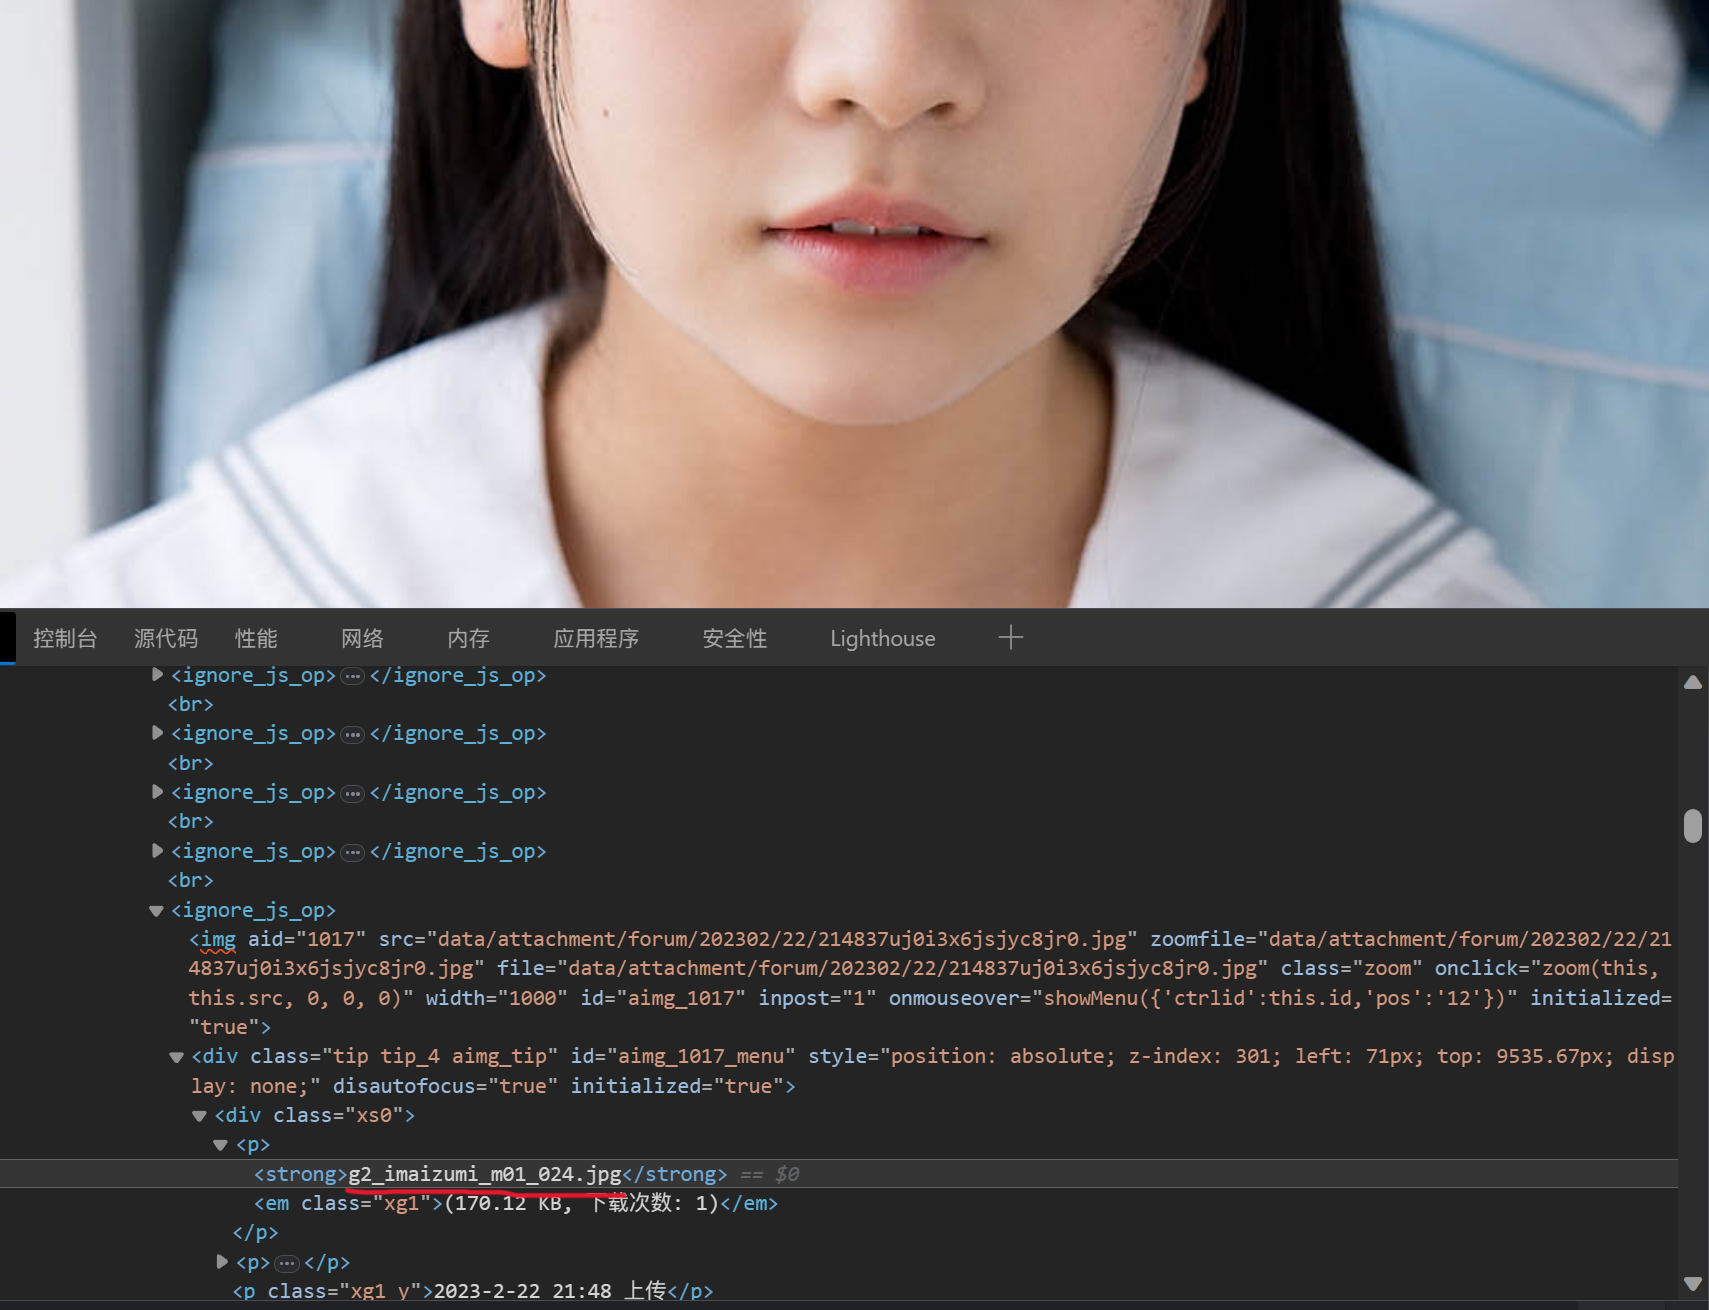 控制台 源代码 性能 网络 内存 应用程序 安全性 Lighthouse
<ignore_js_op>…</ignore_js_op>
<br>
<ignore_js_op>…</ignore_js_op>
<br>
<ignore_js_op>…</ignore_js_op>
<br>
<ignore_js_op>…</ignore_js_op>
<br>
<ignore_js_op>
<img aid="1017" src="data/attachment/forum/202302/22/214837uj0i3x6jsjyc8jr0.jpg" zoomfile="data/attachment/forum/202302/22/21
4837uj0i3x6jsjyc8jr0.jpg" file="data/attachment/forum/202302/22/214837uj0i3x6jsjyc8jr0.jpg" class="zoom" onclick="zoom(this,
this.src, 0, 0, 0)" width="1000" id="aimg_1017" inpost="1" onmouseover="showMenu({'ctrlid':this.id,'pos':'12'})" initialized=
"true">
<div class="tip tip_4 aimg_tip" id="aimg_1017_menu" style="position: absolute; z-index: 301; left: 71px; top: 9535.67px; disp
lay: none;" disautofocus="true" initialized="true">
<div class="xs0">
<p>
<strong>g2_imaizumi_m01_024.jpg</strong> == $0
<em class="xg1">(170.12 KB, 下载次数: 1)</em>
</p>
<p>…</p>
<p class="xg1 y">2023-2-22 21:48 上传</p>